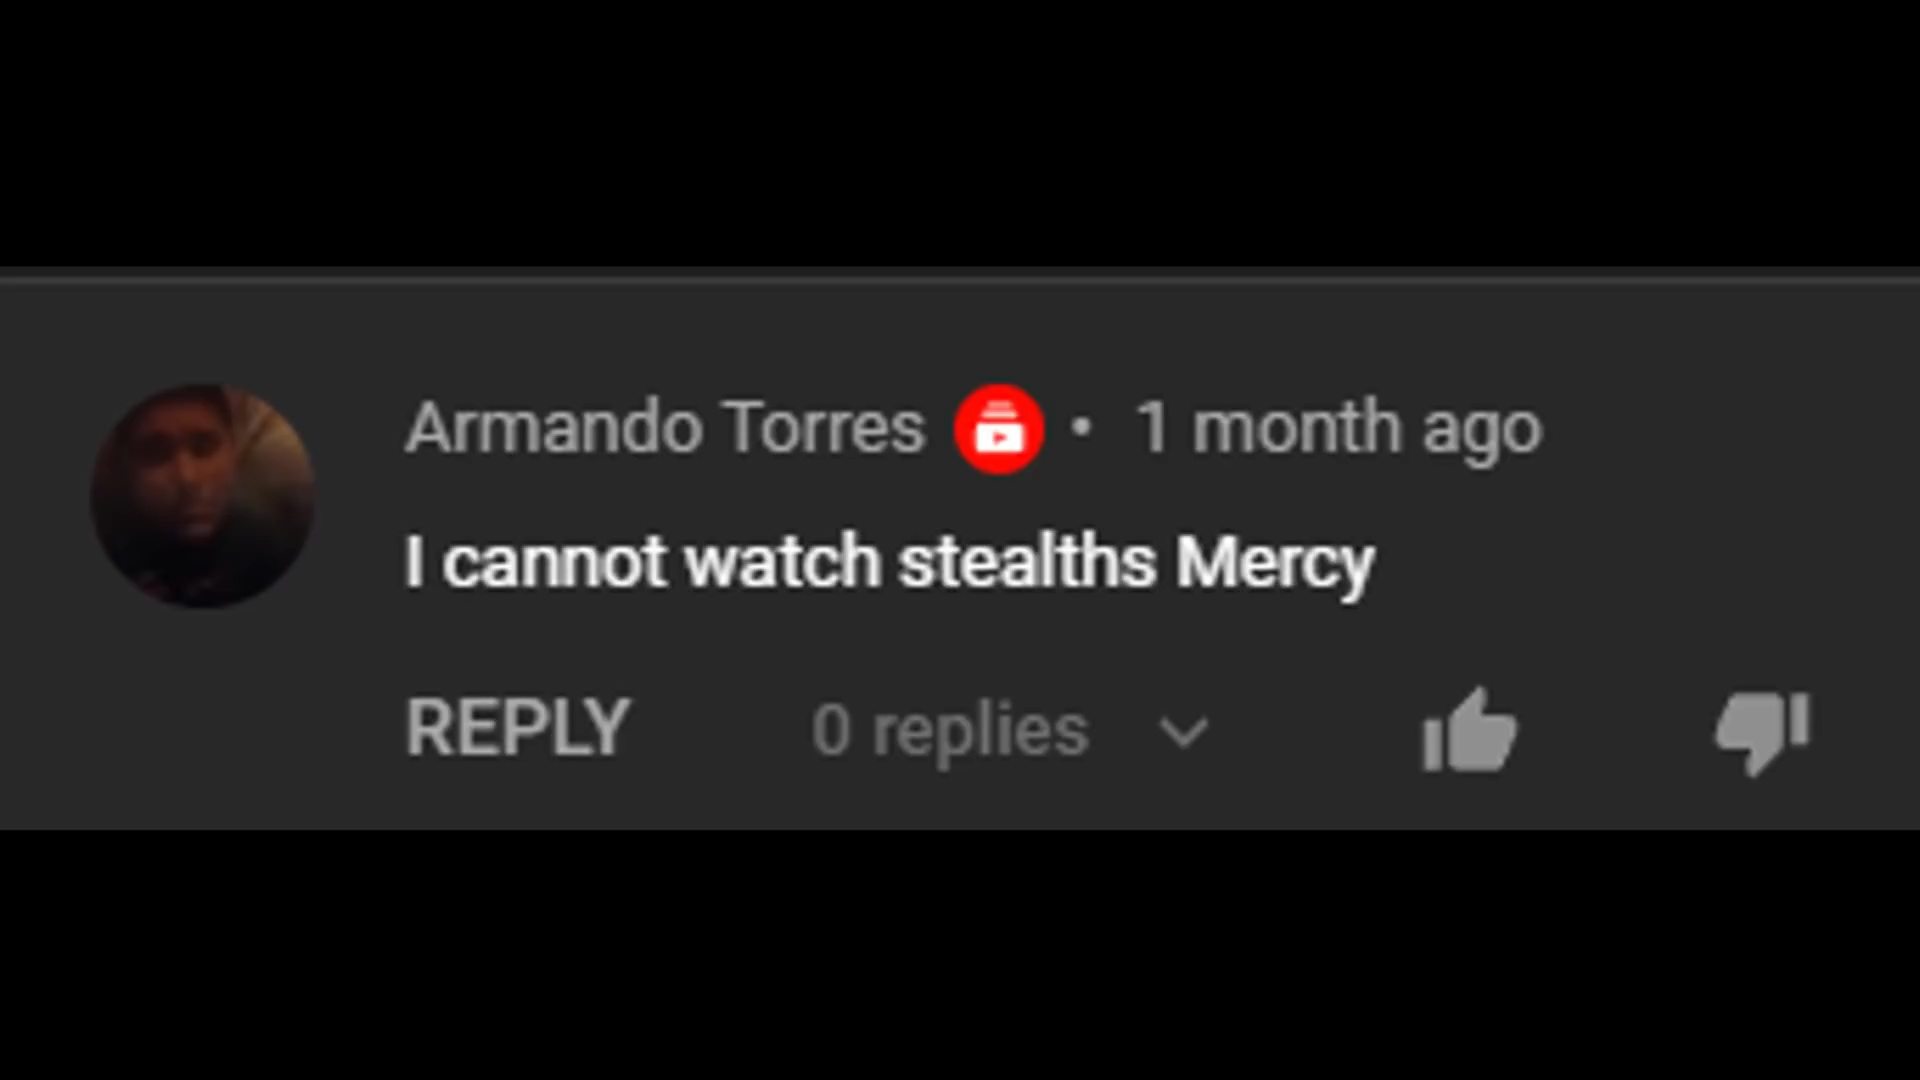 Armando Torres • 1 month ago
I cannot watch stealths Mercy
REPLY 0 replies